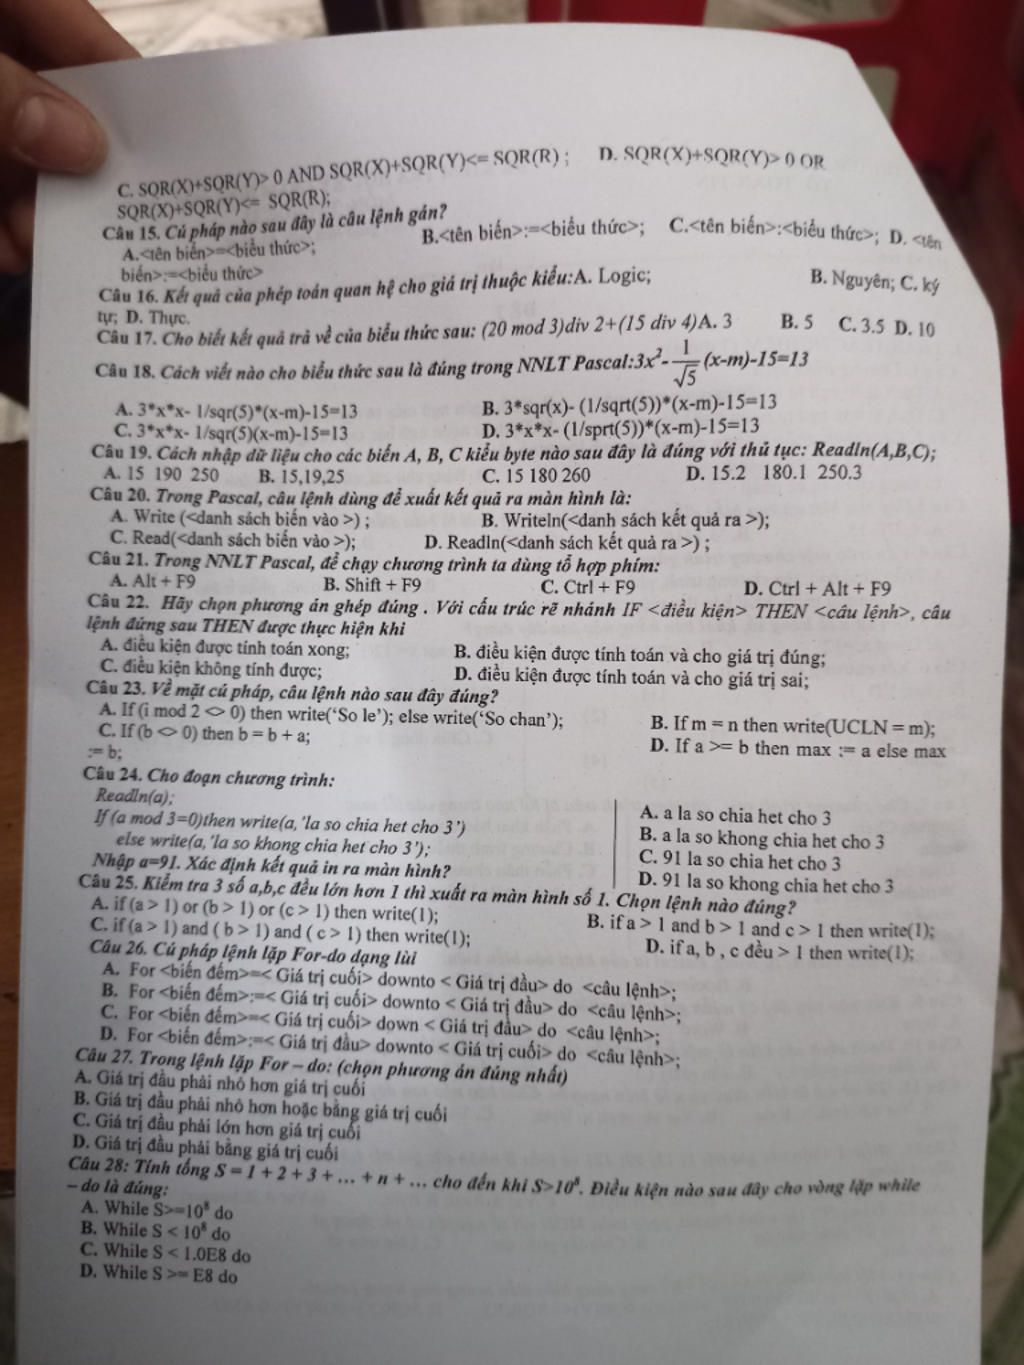 C. SQR(X)+SQR(Y)> 0 AND SQR(X)+SQR(Y)<= SQR(R) ; D. SQR(X)+SQR(Y)> 0 OR
SQR(X)+SQR(Y)<= SQR(R);
Câu 15. Cú pháp nào sau đây là câu lệnh gán?
A.<tên biến>=<biểu thức>; B.<tên biến>:=<biểu thức>; C.<tên biến>:<biểu thức>; D. <tên
biến>:=<biểu thức>
Câu 16. Kết quả của phép toán quan hệ cho giá trị thuộc kiểu:A. Logic; B. Nguyên; C. ký
tự; D. Thực.
Câu 17. Cho biết kết quả trả về của biểu thức sau: (20 mod 3)div 2+(15 div 4)A. 3 B. 5 C. 3.5 D. 10
Câu 18. Cách viết nào cho biểu thức sau là đúng trong NNLT Pascal:3x²-1/√5(x-m)-15=13
A. 3*x*x- 1/sqr(5)*(x-m)-15=13 B. 3*sqr(x)- (1/sqrt(5))*(x-m)-15=13
C. 3*x*x- 1/sqr(5)(x-m)-15=13 D. 3*x*x- (1/sprt(5))*(x-m)-15=13
Câu 19. Cách nhập dữ liệu cho các biến A, B, C kiểu byte nào sau đây là đúng với thủ tục: Readln(A,B,C);
A. 15 190 250 B. 15,19,25 C. 15 180 260 D. 15.2 180.1 250.3
Câu 20. Trong Pascal, câu lệnh dùng để xuất kết quả ra màn hình là:
A. Write (<danh sách biến vào >) ; B. Writeln(<danh sách kết quả ra >);
C. Read(<danh sách biến vào >); D. Readln(<danh sách kết quả ra >) ;
Câu 21. Trong NNLT Pascal, để chạy chương trình ta dùng tổ hợp phím:
A. Alt + F9 B. Shift + F9 C. Ctrl + F9 D. Ctrl + Alt + F9
Câu 22. Hãy chọn phương án ghép đúng . Với cấu trúc rẽ nhánh IF <điều kiện> THEN <câu lệnh>, câu
lệnh đứng sau THEN được thực hiện khi
A. điều kiện được tính toán xong; B. điều kiện được tính toán và cho giá trị đúng;
C. điều kiện không tính được; D. điều kiện được tính toán và cho giá trị sai;
Câu 23. Về mặt cú pháp, câu lệnh nào sau đây đúng?
A. If (i mod 2 <> 0) then write(‘So le’); else write(‘So chan’); B. If m = n then write(UCLN = m);
C. If (b <> 0) then b = b + a; D. If a >= b then max := a else max
:= b;
Câu 24. Cho đoạn chương trình:
Readln(a);
If (a mod 3=0)then write(a, ’la so chia het cho 3’)
else write(a, ’la so khong chia het cho 3’);
Nhập a=91. Xác định kết quả in ra màn hình?
A. a la so chia het cho 3
B. a la so khong chia het cho 3
C. 91 la so chia het cho 3
D. 91 la so khong chia het cho 3
Câu 25. Kiểm tra 3 số a,b,c đều lớn hơn 1 thì xuất ra màn hình số 1. Chọn lệnh nào đúng?
A. if (a > 1) or (b > 1) or (c > 1) then write(1); B. if a > 1 and b > 1 and c > 1 then write(1);
C. if (a > 1) and ( b > 1) and ( c > 1) then write(1); D. if a, b , c đều > 1 then write(1);
Câu 26. Cú pháp lệnh lặp For-do dạng lùi
A. For <biến đếm>=< Giá trị cuối> downto < Giá trị đầu> do <câu lệnh>;
B. For <biến đếm>:=< Giá trị cuối> downto < Giá trị đầu> do <câu lệnh>;
C. For <biến đếm>=< Giá trị cuối> down < Giá trị đầu> do <câu lệnh>;
D. For <biến đếm>:=< Giá trị đầu> downto < Giá trị cuối> do <câu lệnh>;
Câu 27. Trong lệnh lặp For – do: (chọn phương án đúng nhất)
A. Giá trị đầu phải nhỏ hơn giá trị cuối
B. Giá trị đầu phải nhỏ hơn hoặc bằng giá trị cuối
C. Giá trị đầu phải lớn hơn giá trị cuối
D. Giá trị đầu phải bằng giá trị cuối
Câu 28: Tính tổng S = 1 + 2 + 3 + ... + n + ... cho đến khi S>10⁸. Điều kiện nào sau đây cho vòng lặp while
– do là đúng:
A. While S>=10⁸ do
B. While S < 10⁸ do
C. While S < 1.0E8 do
D. While S >= E8 do